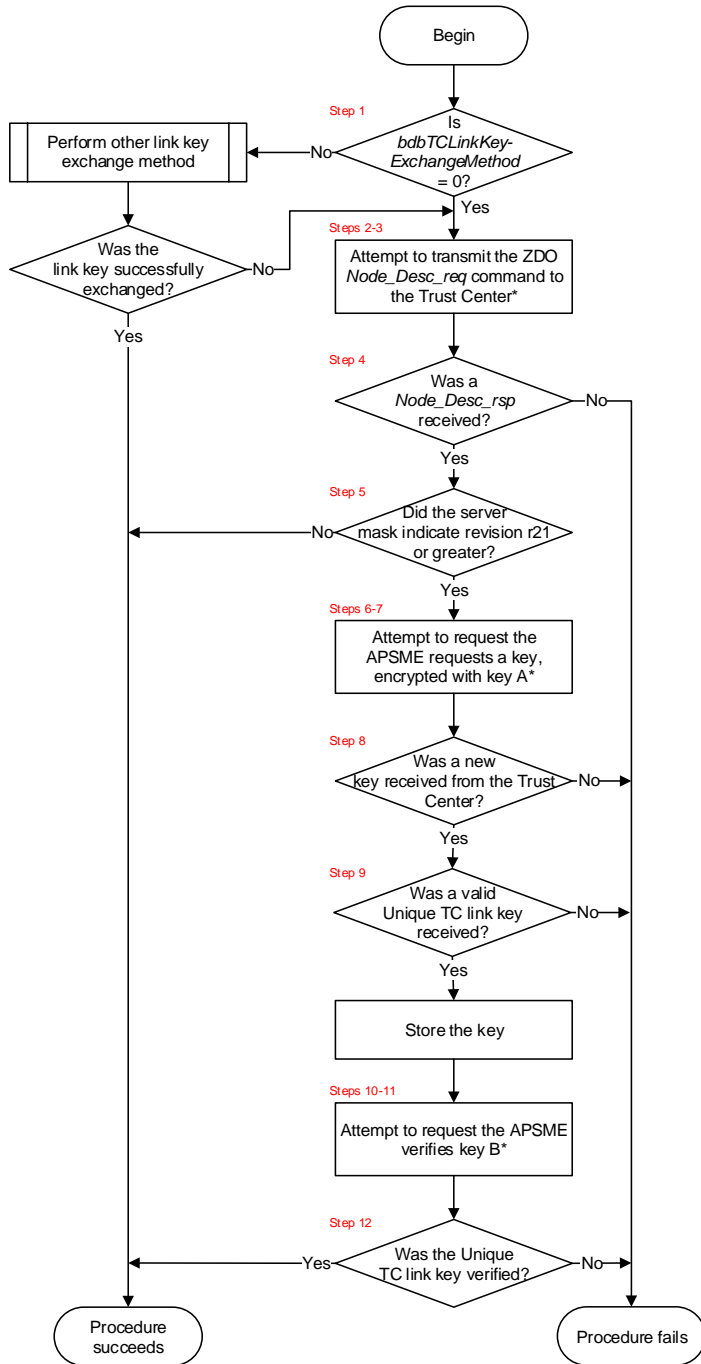 Begin
Step 1
Is
bdbTCLinkKey-
ExchangeMethod
= 0?
No
Yes
Perform other link key
exchange method
Was the
link key successfully
exchanged?
No
Yes
Steps 2-3
Attempt to transmit the ZDO
Node_Desc_req command to
the Trust Center*
Step 4
Was a
Node_Desc_rsp
received?
No
Yes
Step 5
Did the server
mask indicate revision r21
or greater?
No
Yes
Steps 6-7
Attempt to request the
APSME requests a key,
encrypted with key A*
Step 8
Was a new
key received from the Trust
Center?
No
Yes
Step 9
Was a valid
Unique TC link key
received?
No
Yes
Store the key
Steps 10-11
Attempt to request the APSME
verifies key B*
Step 12
Was the Unique
TC link key verified?
Yes
No
Procedure
succeeds
Procedure fails